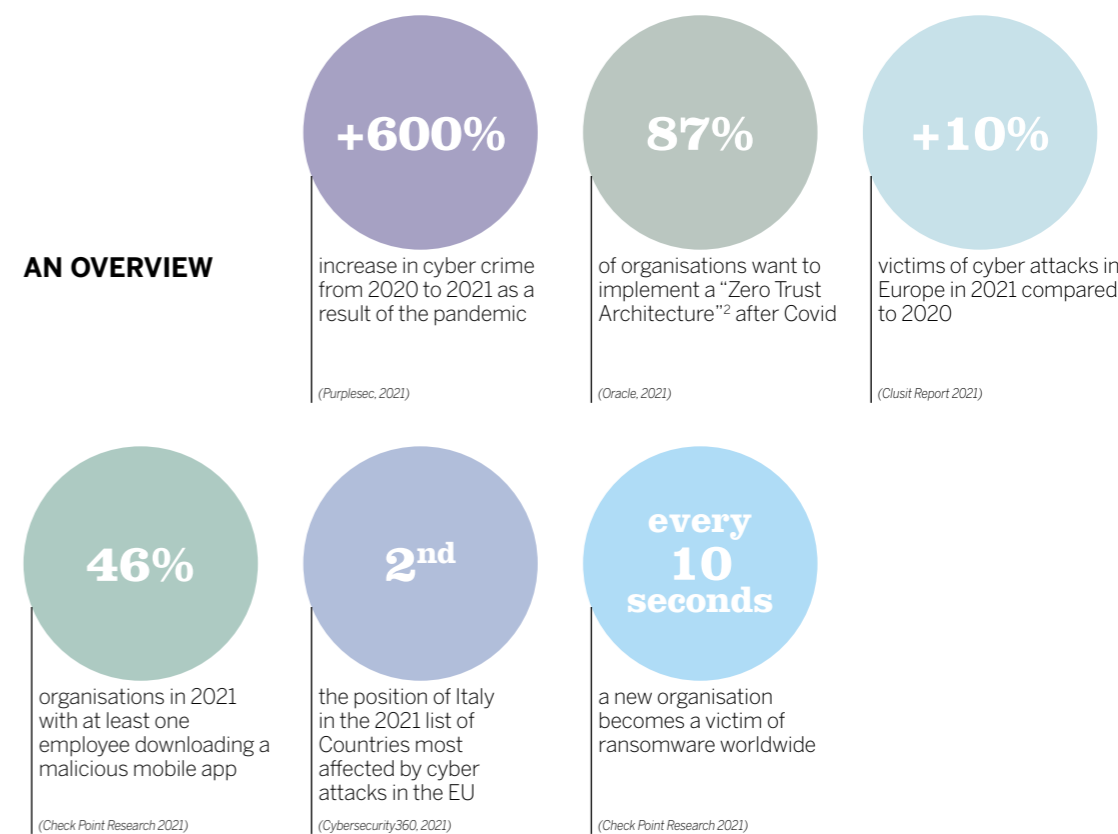 +600%
87%
+10%
AN OVERVIEW
increase in cyber crime
from 2020 to 2021 as a
result of the pandemic
(Purplesec, 2021)
of organisations want to
implement a “Zero Trust
Architecture”² after Covid
(Oracle, 2021)
victims of cyber attacks in
Europe in 2021 compared
to 2020
(Clusit Report 2021)
46%
organisations in 2021
with at least one
employee downloading a
malicious mobile app
(Check Point Research 2021)
2nd
the position of Italy
in the 2021 list of
Countries most
affected by cyber
attacks in the EU
(Cybersecurity360, 2021)
every
10
seconds
a new organisation
becomes a victim of
ransomware worldwide
(Check Point Research 2021)